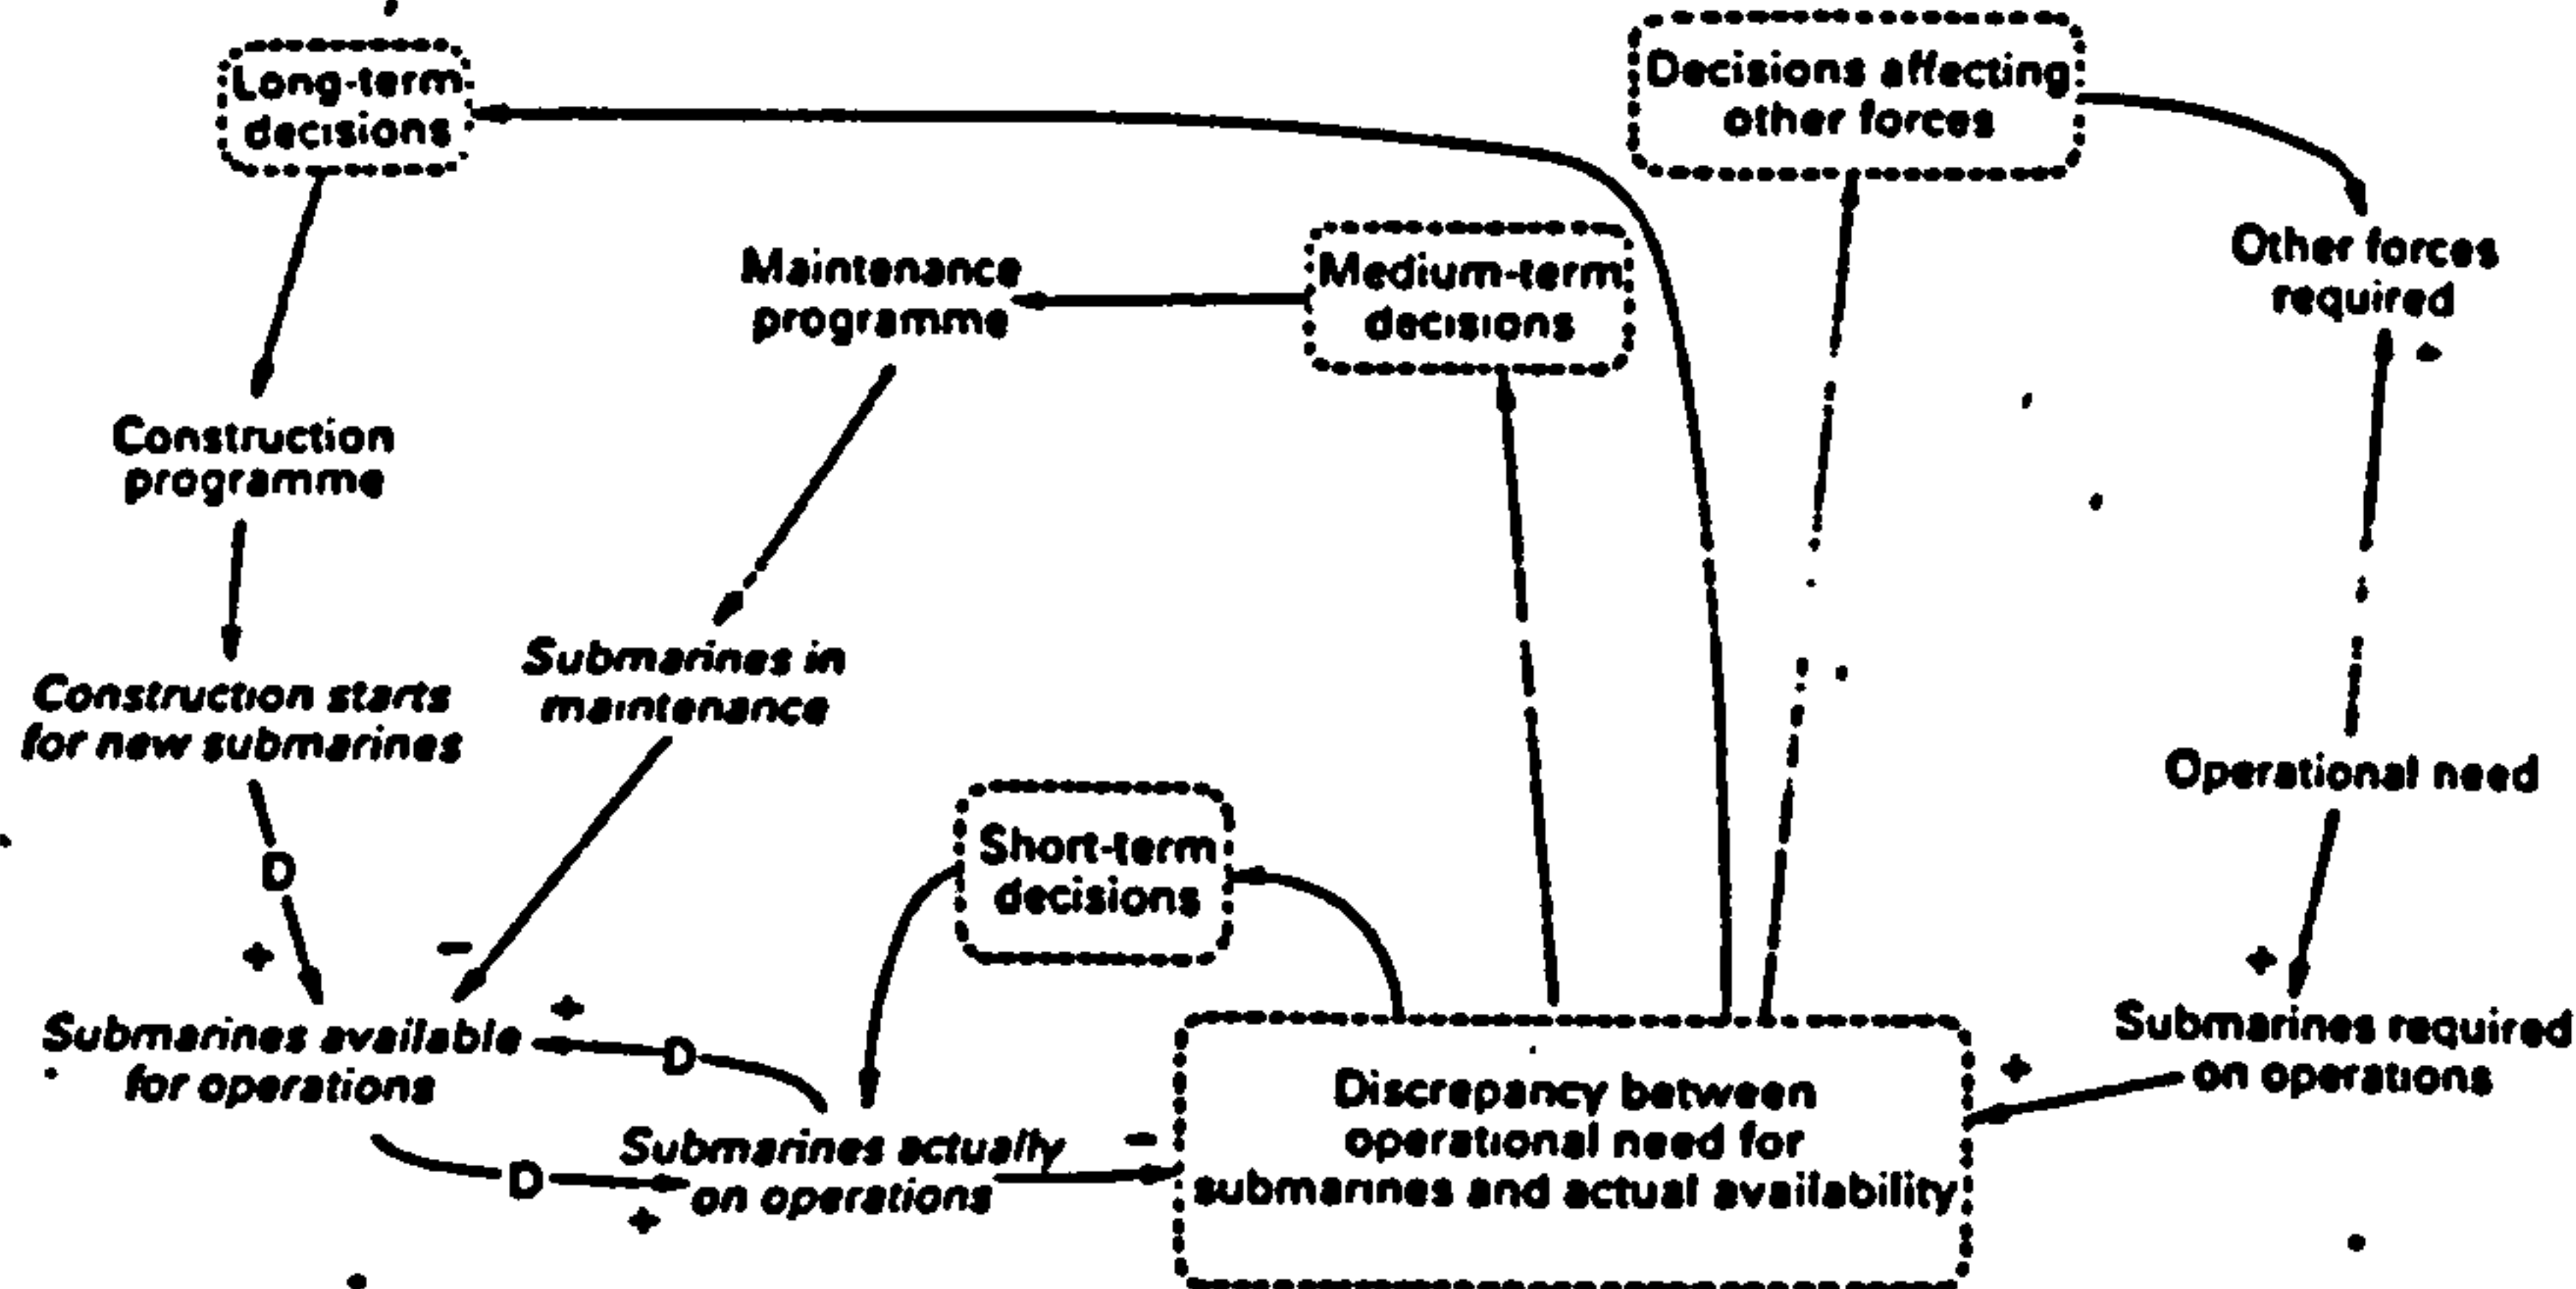 Long-term
decisions
Decisions affecting
other forces
Maintenance
programme
Medium-term
decisions
Other forces
required
+
Construction
programme
Submarines in
maintenance
Construction starts
for new submarines
Operational need
Short-term
decisions
D
+
-
+
+
Submarines available
for operations
D
Submarines required
on operations
+
Discrepancy between
operational need for
submarines and actual availability
-
Submarines actually
on operations
D
+